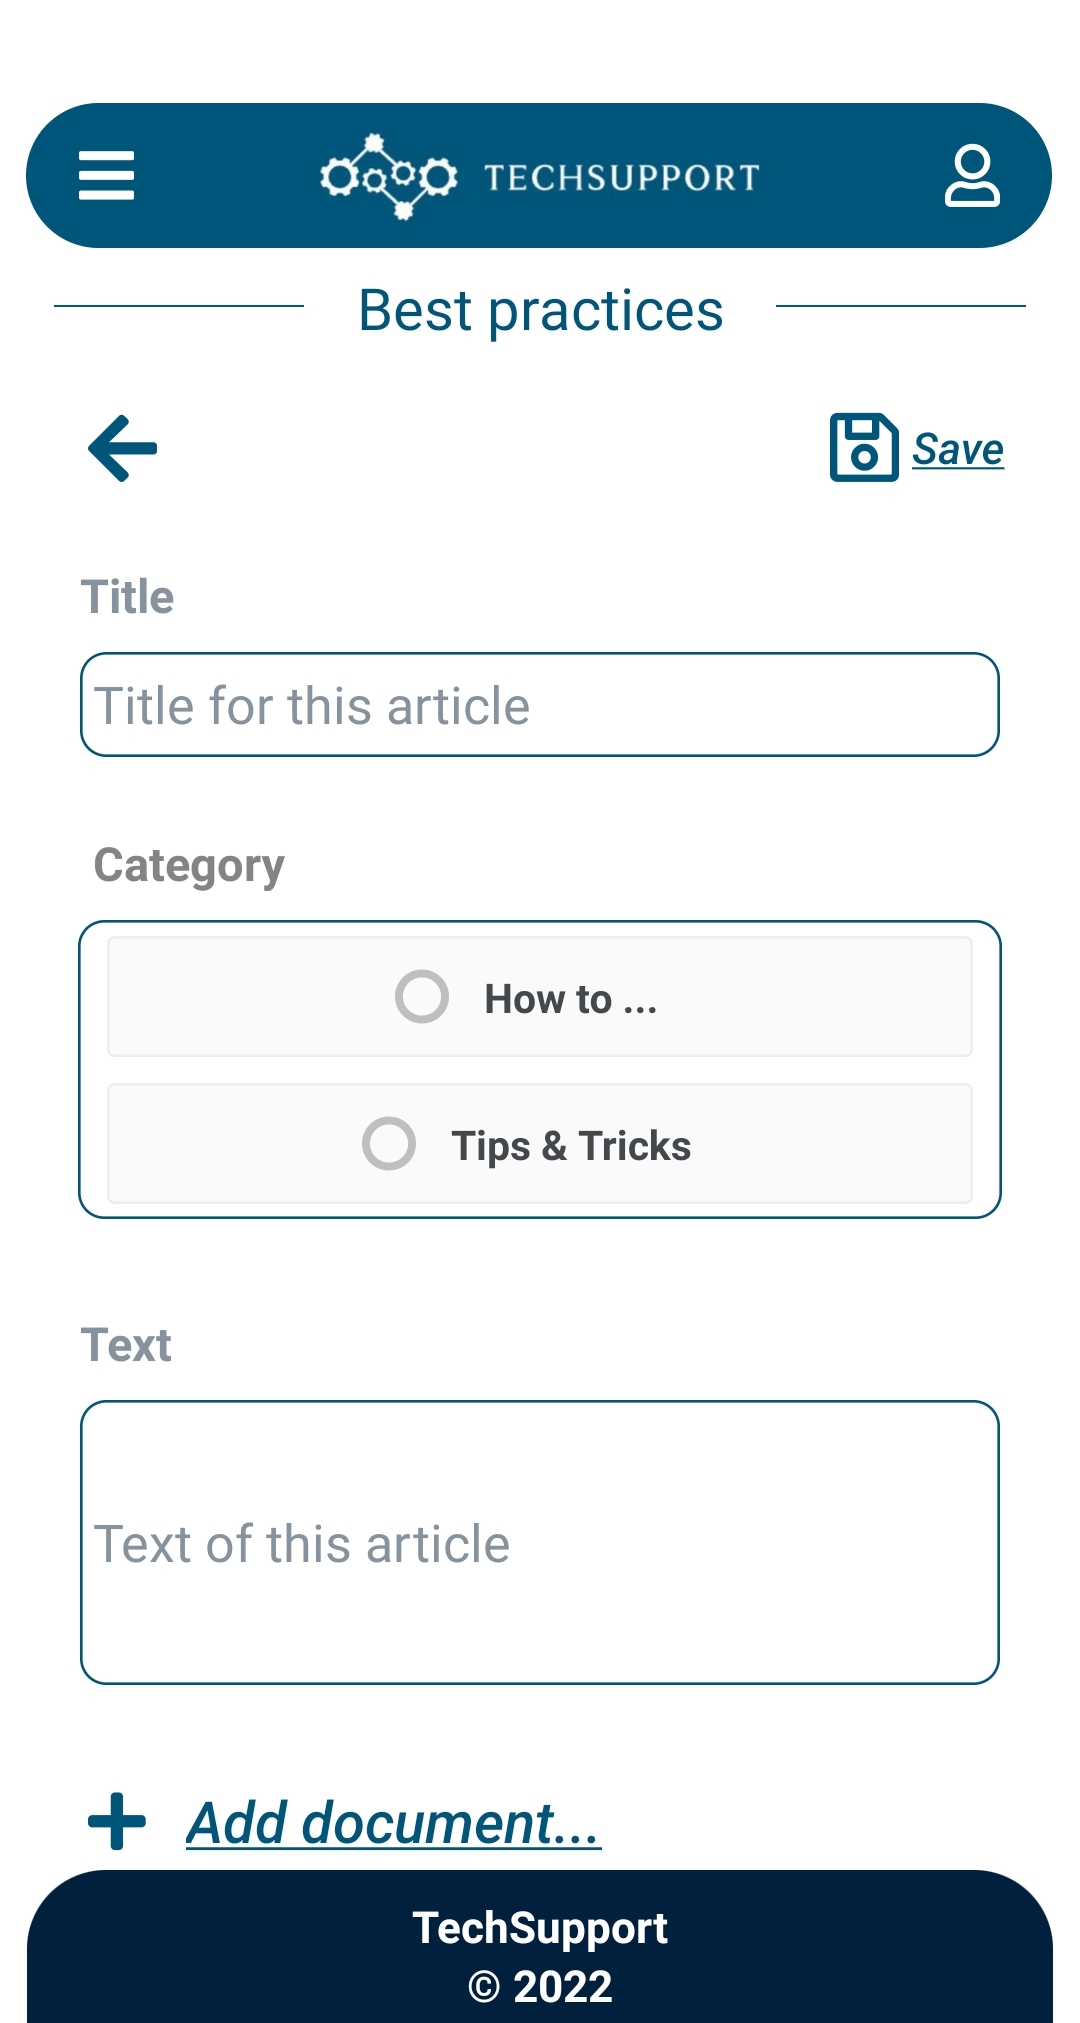 TECHSUPPORT
Best practices
Save
Title
Title for this article
Category
How to ...
Tips & Tricks
Text
Text of this article
Add document...
TechSupport
© 2022